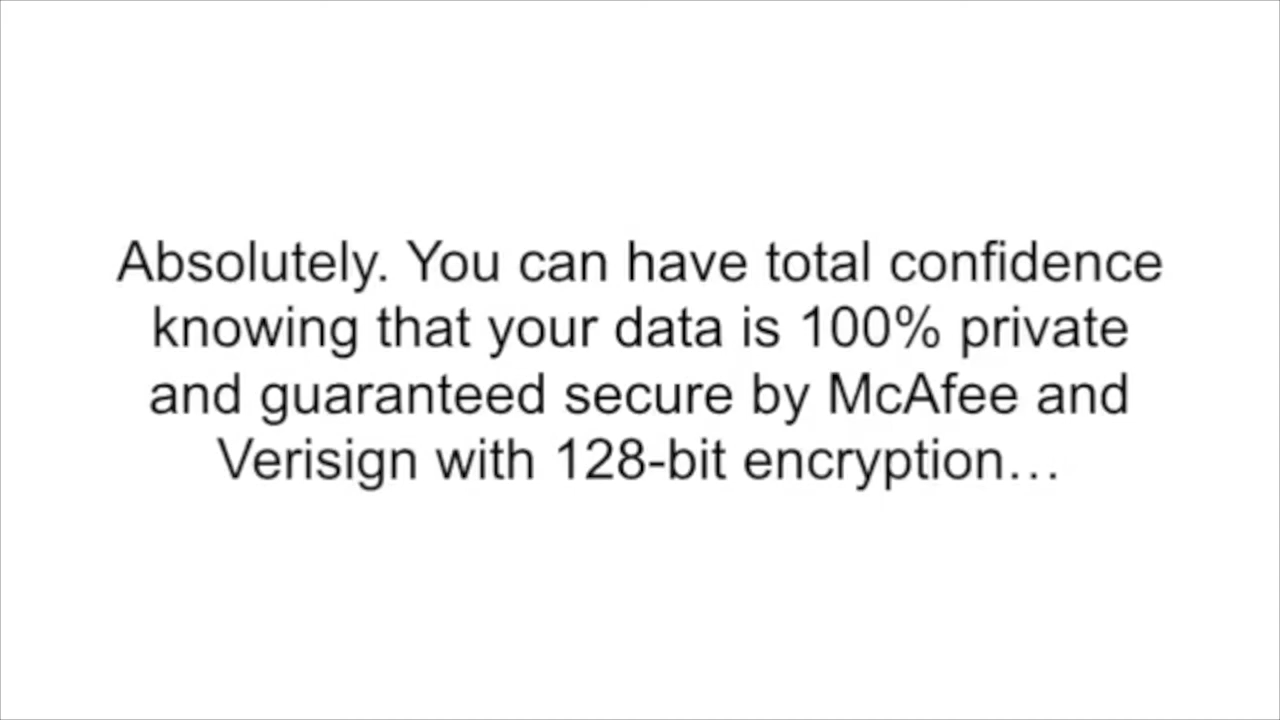 Absolutely. You can have total confidence
knowing that your data is 100% private
and guaranteed secure by McAfee and
Verisign with 128-bit encryption…